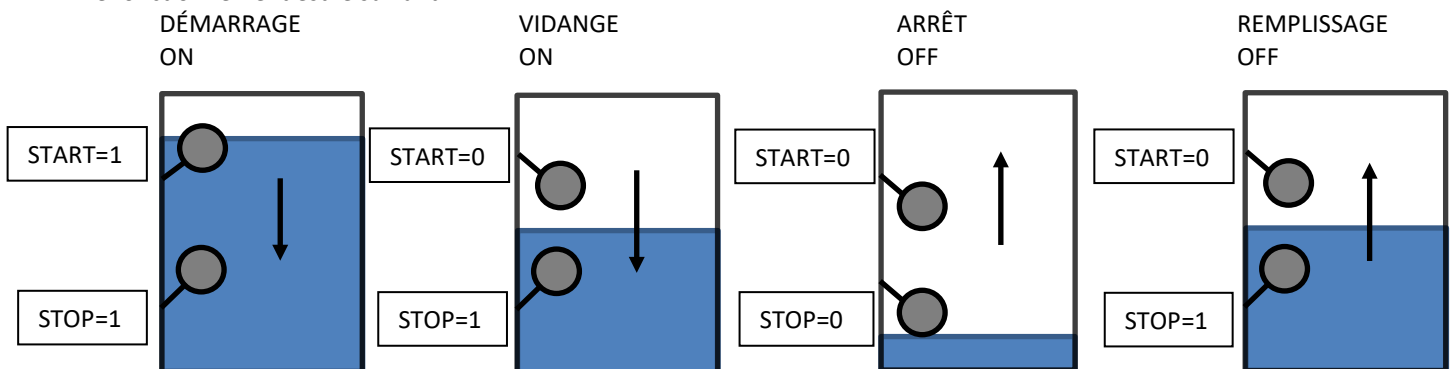 DÉMARRAGE
ON
VIDANGE
ON
ARRÊT
OFF
REMPLISSAGE
OFF
START=1
START=0
START=0
START=0
STOP=1
STOP=1
STOP=0
STOP=1